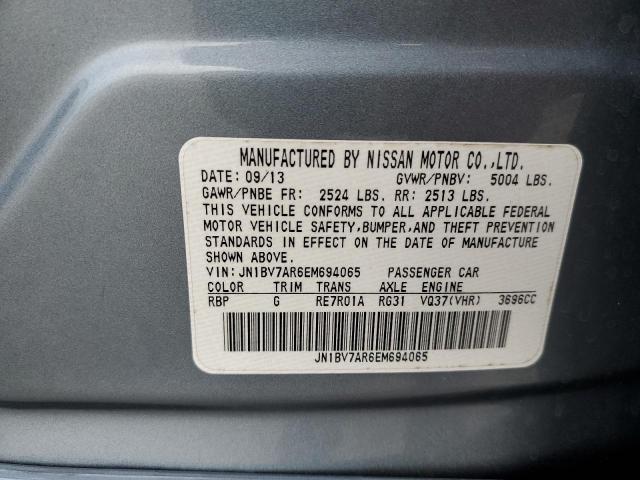 MANUFACTURED BY NISSAN MOTOR CO.,LTD.
DATE: 09/13 GVWR/PNBV: 5004 LBS.
GAWR/PNBE FR: 2524 LBS. RR: 2513 LBS.
THIS VEHICLE CONFORMS TO ALL APPLICABLE FEDERAL
MOTOR VEHICLE SAFETY,BUMPER,AND THEFT PREVENTION
STANDARDS IN EFFECT ON THE DATE OF MANUFACTURE
SHOWN ABOVE.
VIN:JN1BV7AR6EM694065 PASSENGER CAR
COLOR TRIM TRANS AXLE ENGINE
RBP G RE7R01A RG31 VQ37(VHR) 3696CC
JN1BV7AR6EM694065